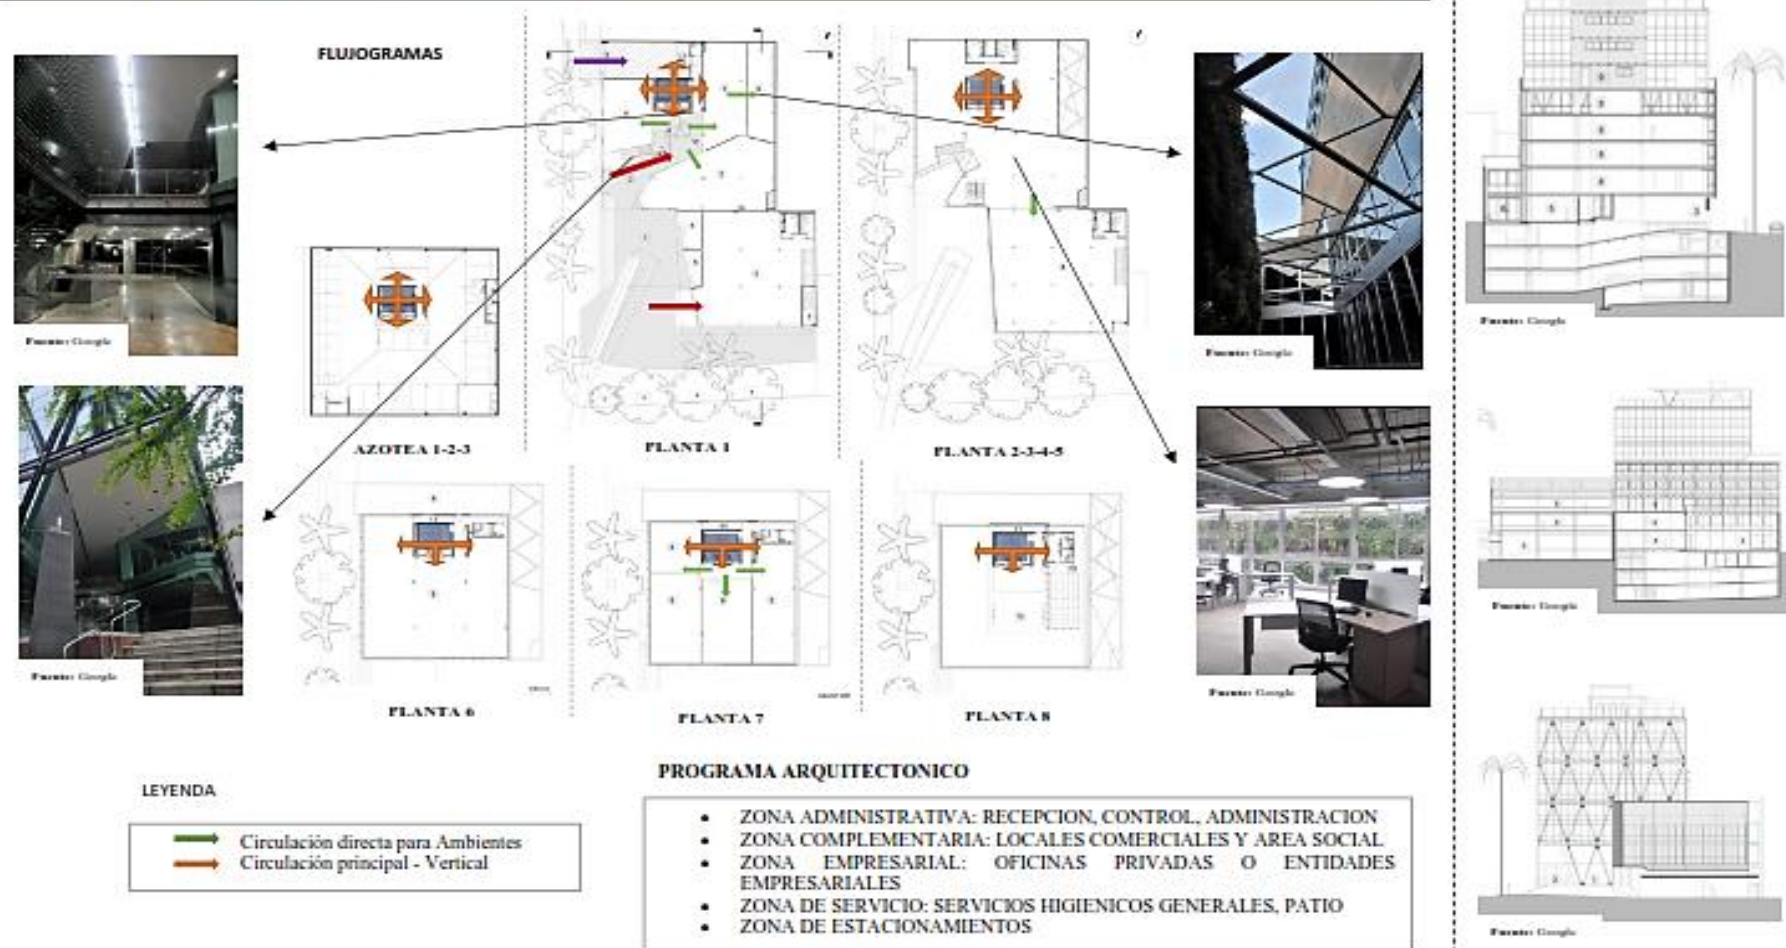 FLUJOGRAMAS
Fuente: Google
Fuente: Google
AZOTEA 1-2-3
PLANTA 1
PLANTA 2-3-4-5
PLANTA 6
PLANTA 7
PLANTA 8
Fuente: Google
Fuente: Google
Fuente: Google
Fuente: Google
Fuente: Google
LEYENDA
Circulación directa para Ambientes
Circulación principal - Vertical
PROGRAMA ARQUITECTONICO
• ZONA ADMINISTRATIVA: RECEPCION, CONTROL, ADMINISTRACION
• ZONA COMPLEMENTARIA: LOCALES COMERCIALES Y AREA SOCIAL
• ZONA EMPRESARIAL: OFICINAS PRIVADAS O ENTIDADES
EMPRESARIALES
• ZONA DE SERVICIO: SERVICIOS HIGIENICOS GENERALES, PATIO
• ZONA DE ESTACIONAMIENTOS